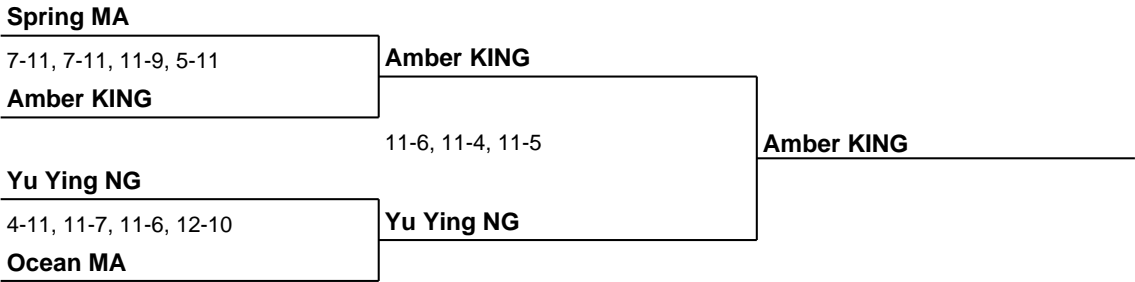 Spring MA
7-11, 7-11, 11-9, 5-11
Amber KING
Amber KING
11-6, 11-4, 11-5
Amber KING
Yu Ying NG
4-11, 11-7, 11-6, 12-10
Yu Ying NG
Ocean MA